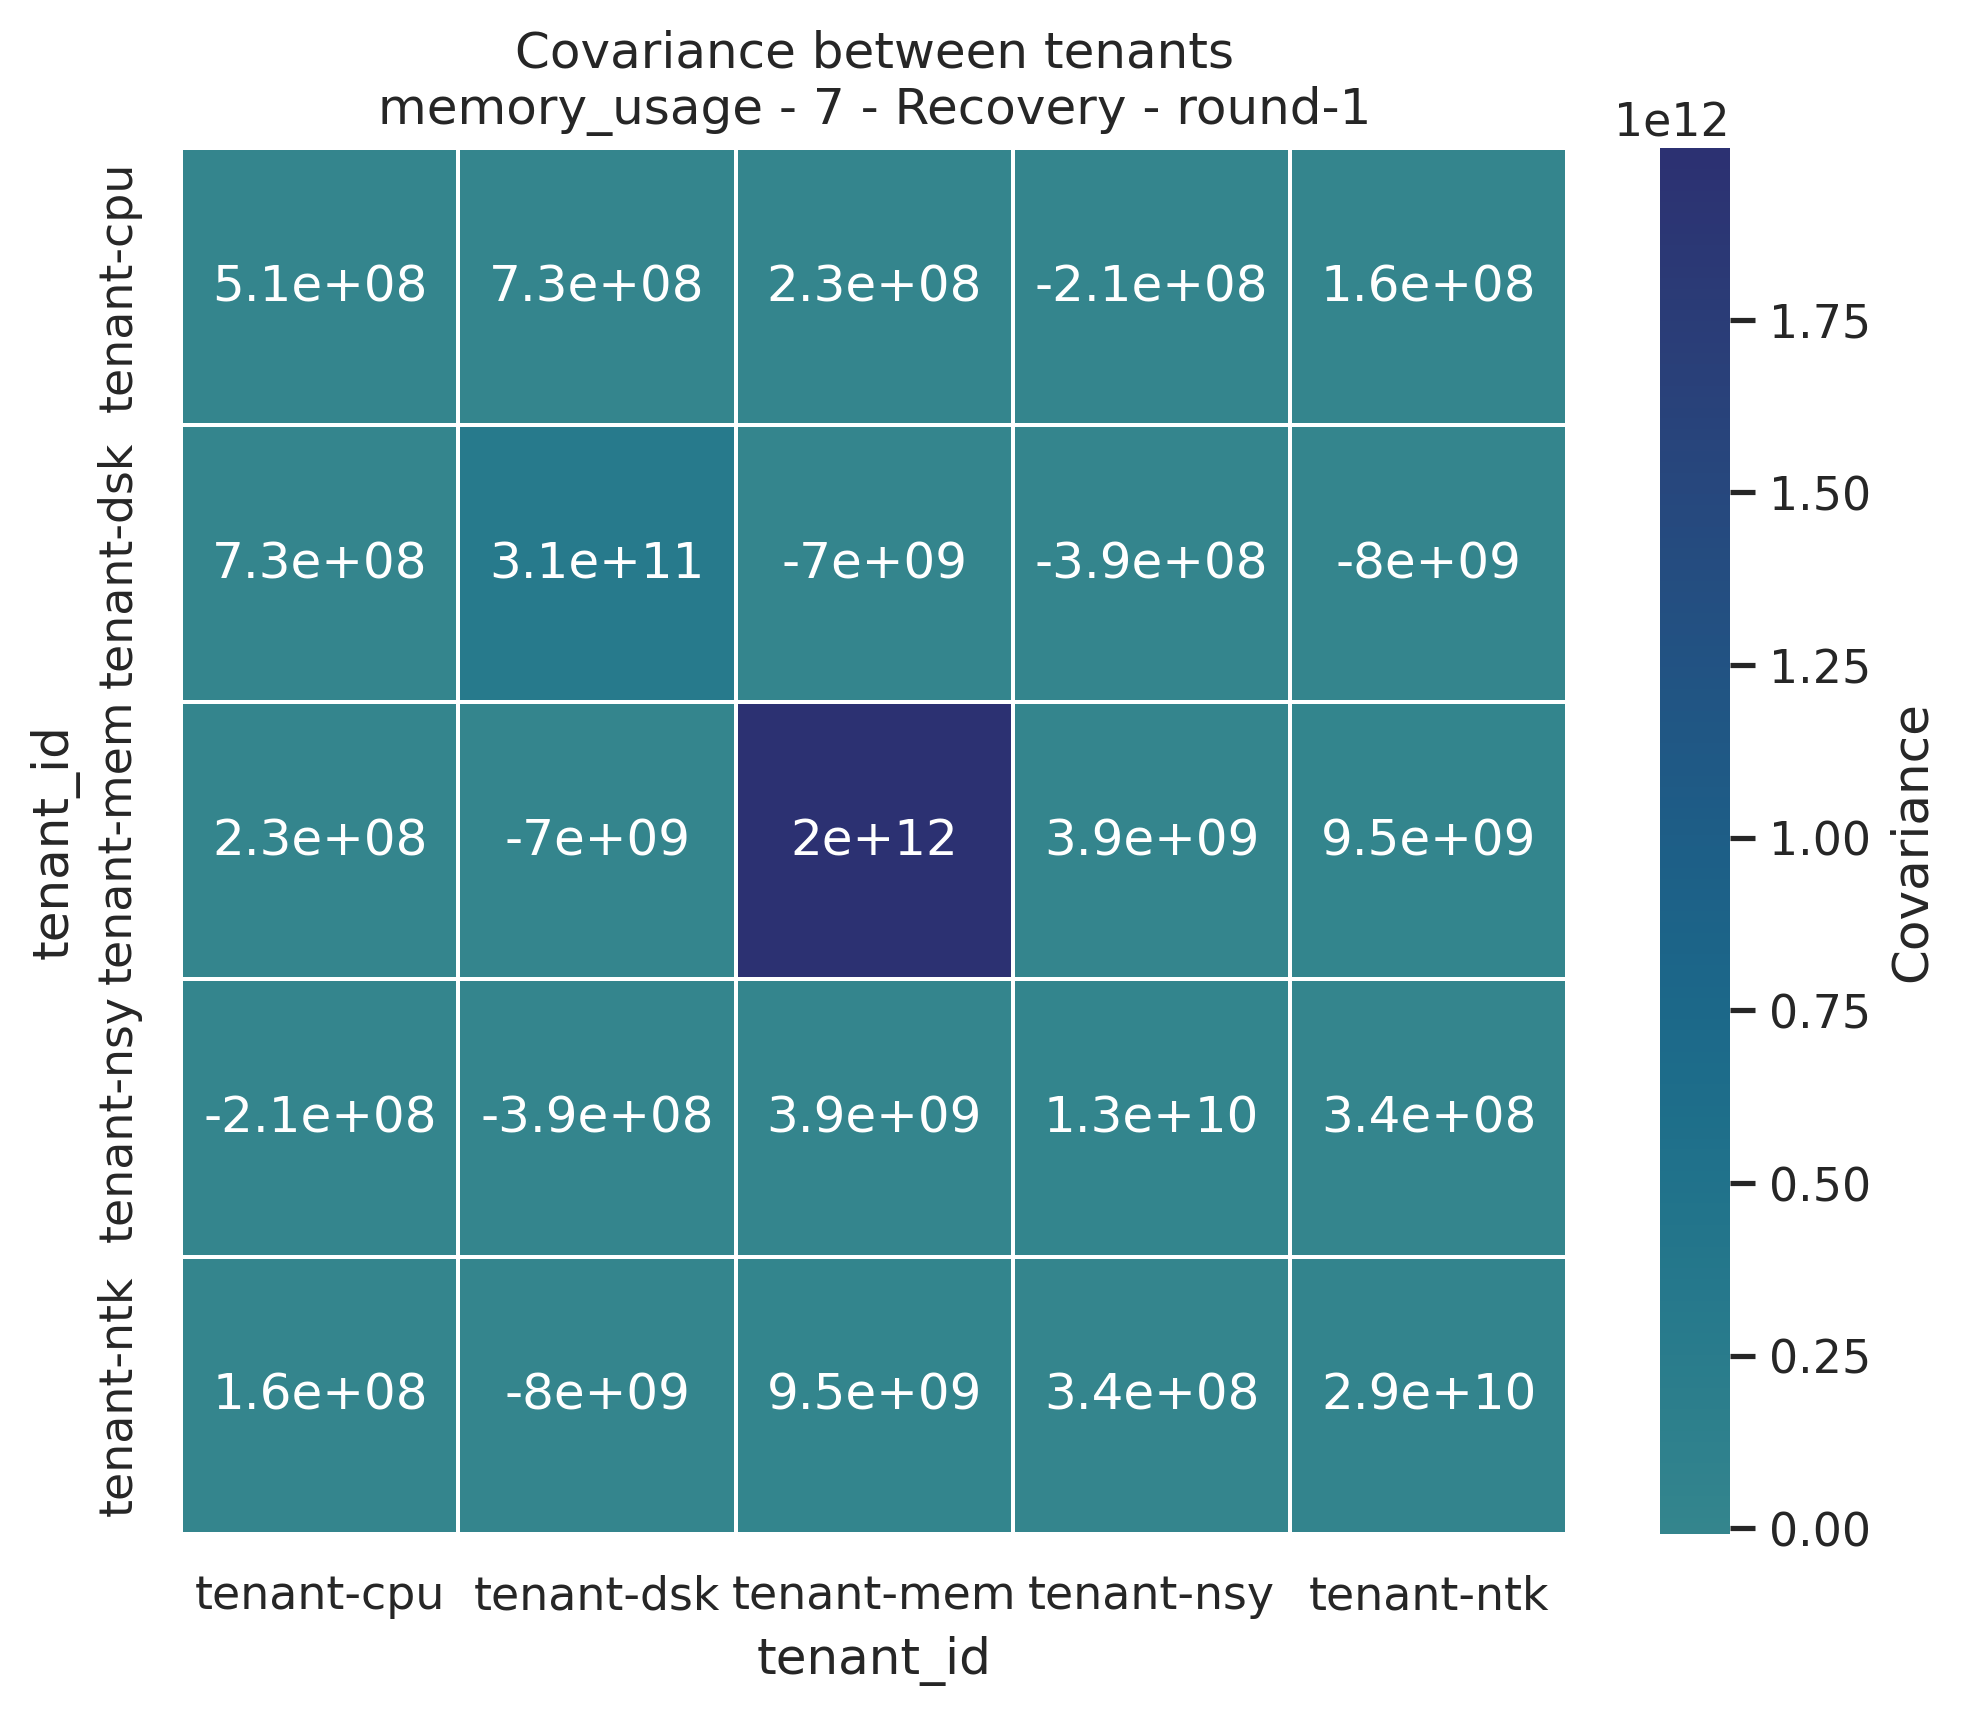 Covariance between tenants
memory_usage - 7 - Recovery - round-1
1e12
tenant-cpu 5.1e+08 7.3e+08 2.3e+08 -2.1e+08 1.6e+08
tenant-dsk 7.3e+08 3.1e+11 -7e+09 -3.9e+08 -8e+09
tenant-mem 2.3e+08 -7e+09 2e+12 3.9e+09 9.5e+09
tenant-nsy -2.1e+08 -3.9e+08 3.9e+09 1.3e+10 3.4e+08
tenant-ntk 1.6e+08 -8e+09 9.5e+09 3.4e+08 2.9e+10
tenant_id
tenant-cpu tenant-dsk tenant-mem tenant-nsy tenant-ntk
tenant_id
1.75
1.50
1.25
1.00
0.75
0.50
0.25
0.00
Covariance